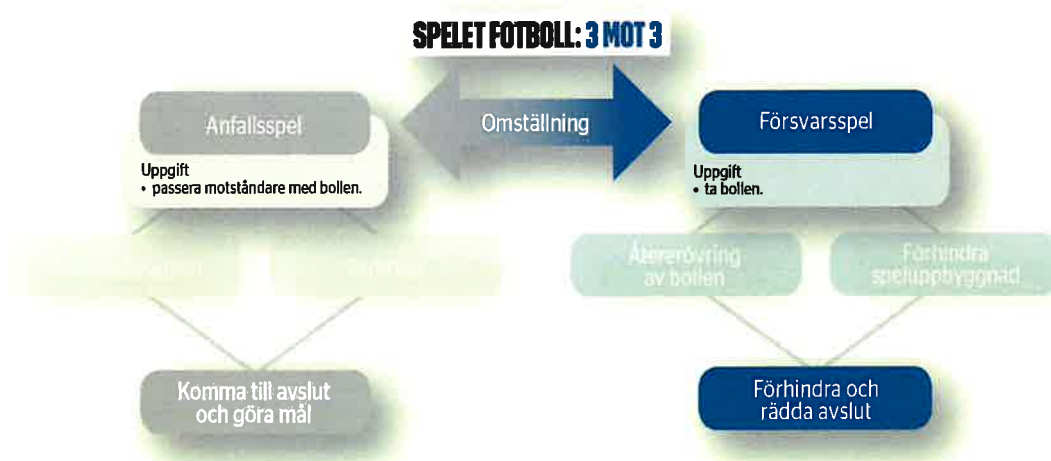 SPELET FOTBOLL: 3 MOT 3
Anfallsspel
Omställning
Försvarsspel
Uppgift
• passera motståndare med bollen.
Uppgift
• ta bollen.
Återerövring
av bollen
Förhindra
speluppbyggnad
Komma till avslut
och göra mål
Förhindra och
rädda avslut